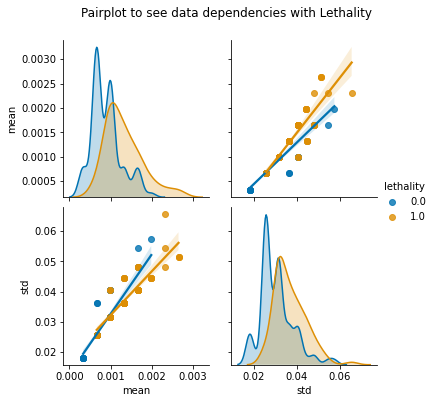 Pairplot to see data dependencies with Lethality
0.0030
0.0025
0.0020
0.0015
0.0010
0.0005
mean
lethality
0.0
1.0
0.06
0.05
0.04
0.03
0.02
std
0.000 0.001 0.002 0.003
mean
0.02 0.04 0.06
std